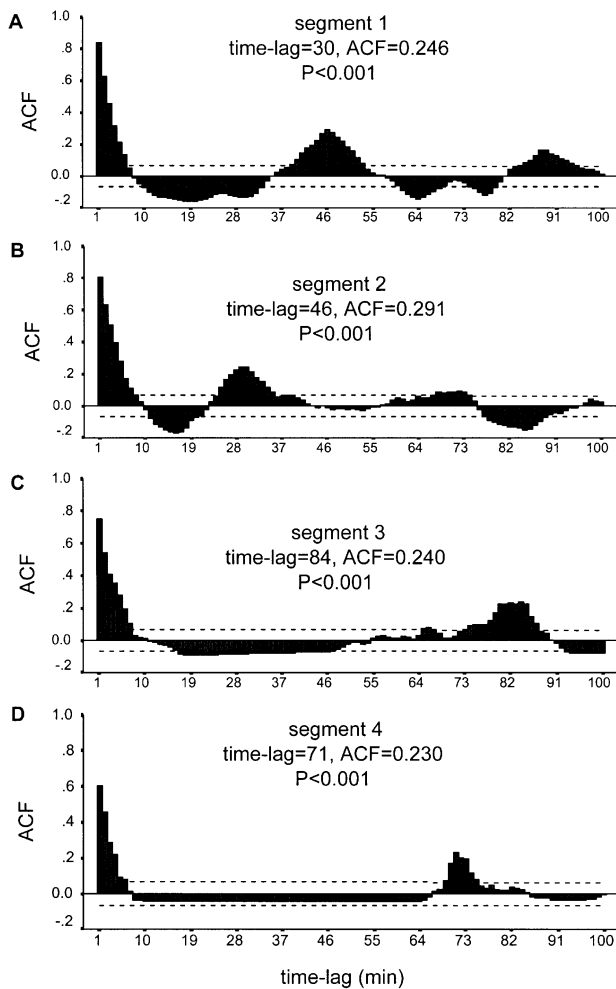 A
segment 1
time-lag=30, ACF=0.246
P<0.001
ACF
1.0
.8
.6
.4
.2
0.0
-.2
1 10 19 28 37 46 55 64 73 82 91 100
B
segment 2
time-lag=46, ACF=0.291
P<0.001
ACF
1.0
.8
.6
.4
.2
0.0
-.2
1 10 19 28 37 46 55 64 73 82 91 100
C
segment 3
time-lag=84, ACF=0.240
P<0.001
ACF
1.0
.8
.6
.4
.2
0.0
-.2
1 10 19 28 37 46 55 64 73 82 91 100
D
segment 4
time-lag=71, ACF=0.230
P<0.001
ACF
1.0
.8
.6
.4
.2
0.0
-.2
1 10 19 28 37 46 55 64 73 82 91 100
time-lag (min)